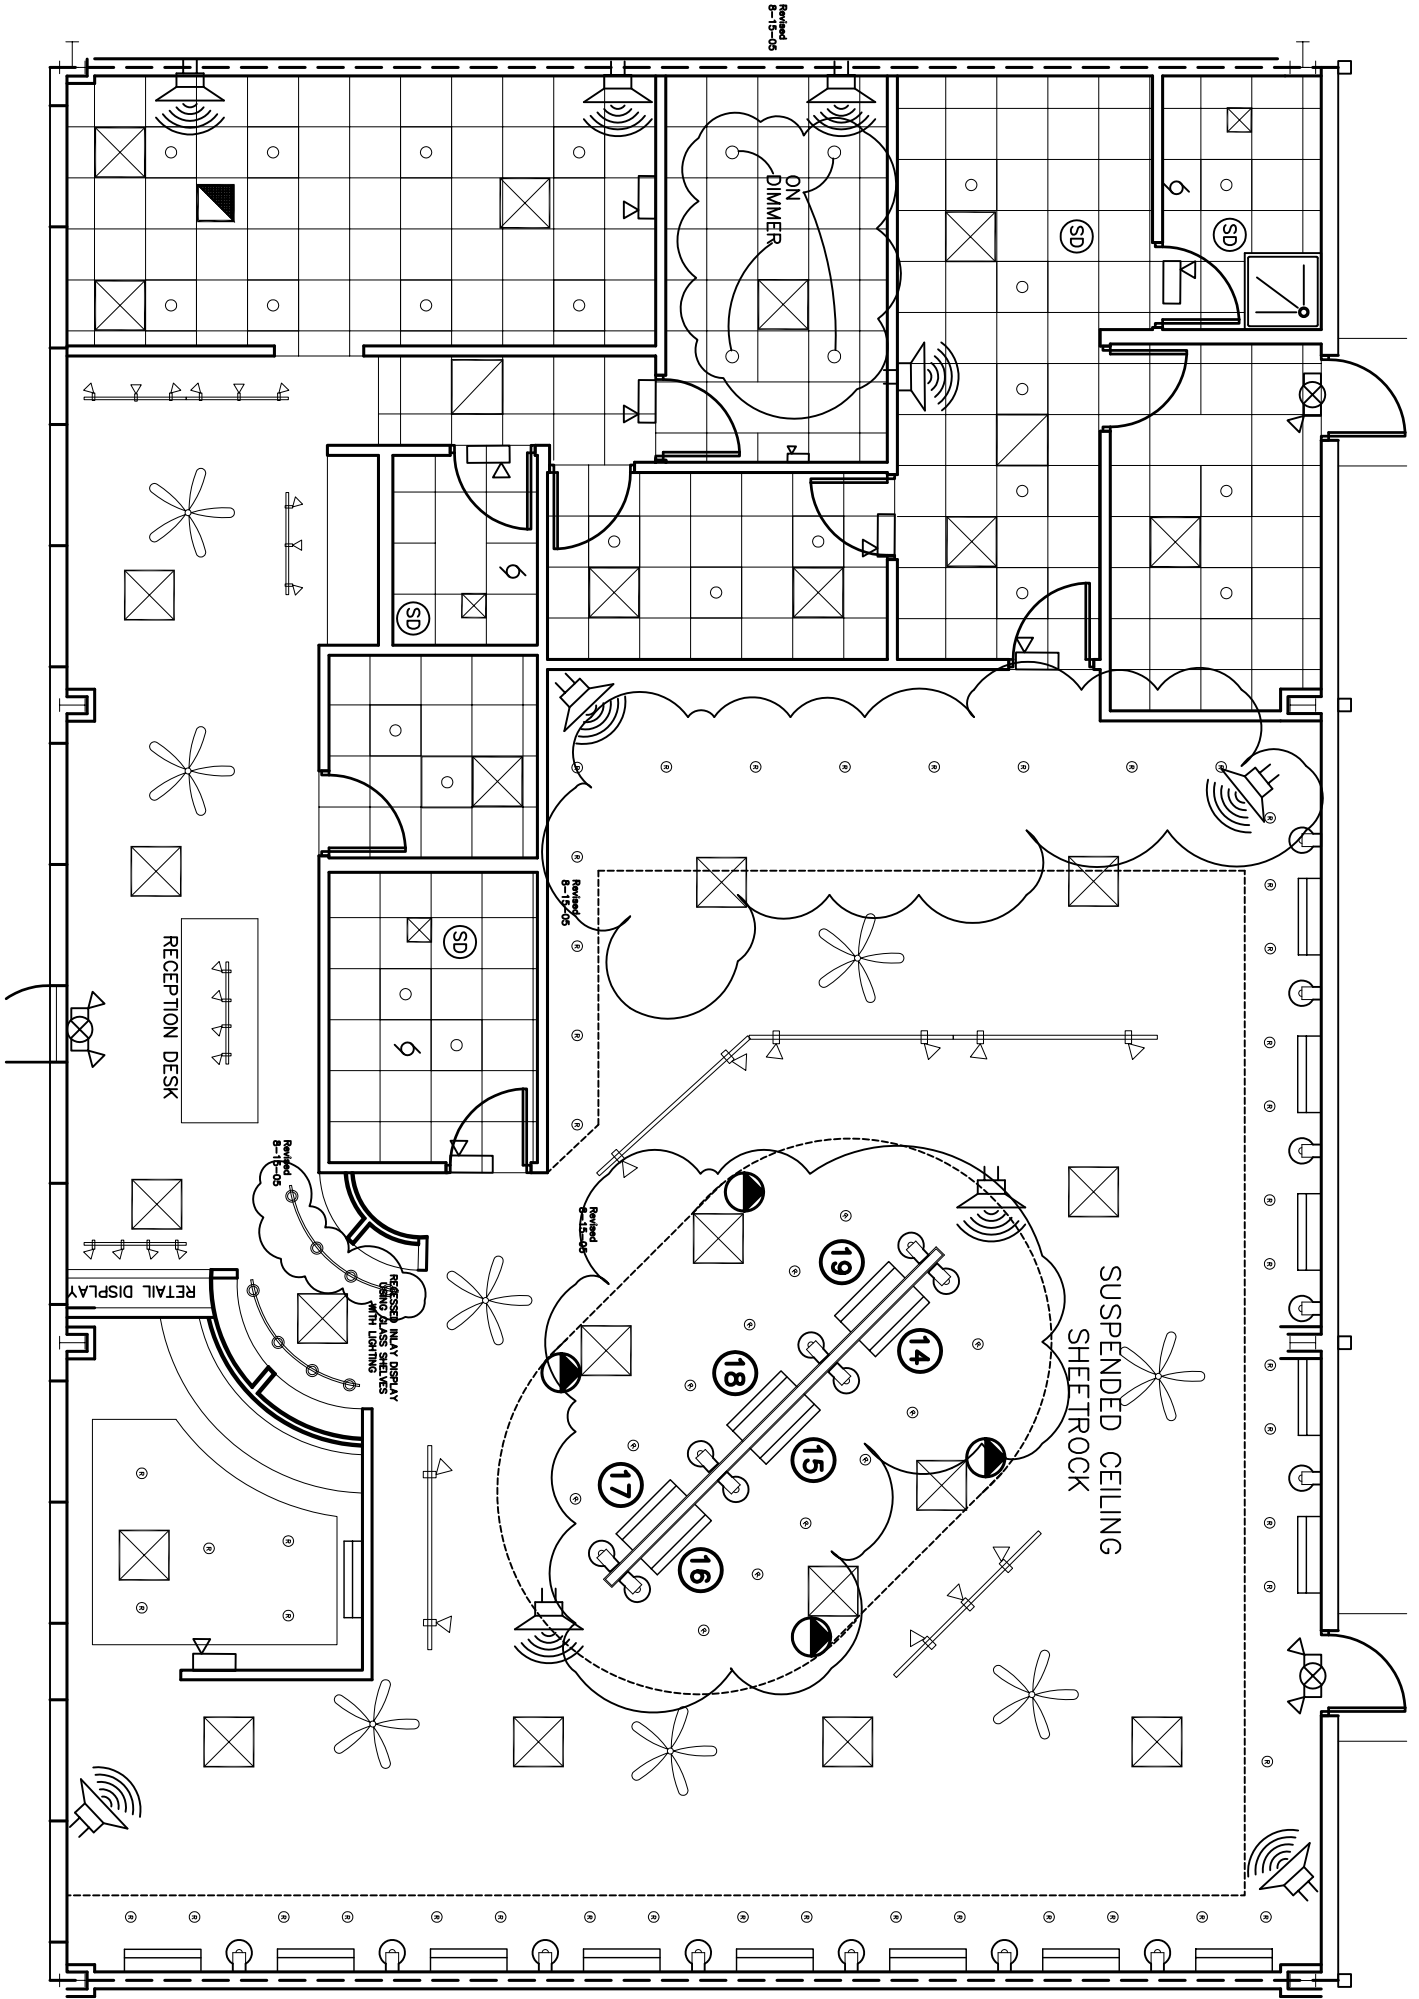 Revised
8-15-05
ON
DIMMER
SD
SD
SD
SD
Revised
8-15-05
RECEPTION DESK
Revised
8-15-05
Revised
8-15-05
RETAIL DISPLAY
RECESSED INLAY DISPLAY
USING GLASS SHELVES
WITH LIGHTING
SUSPENDED CEILING
SHEETROCK
19
14
18
15
17
16